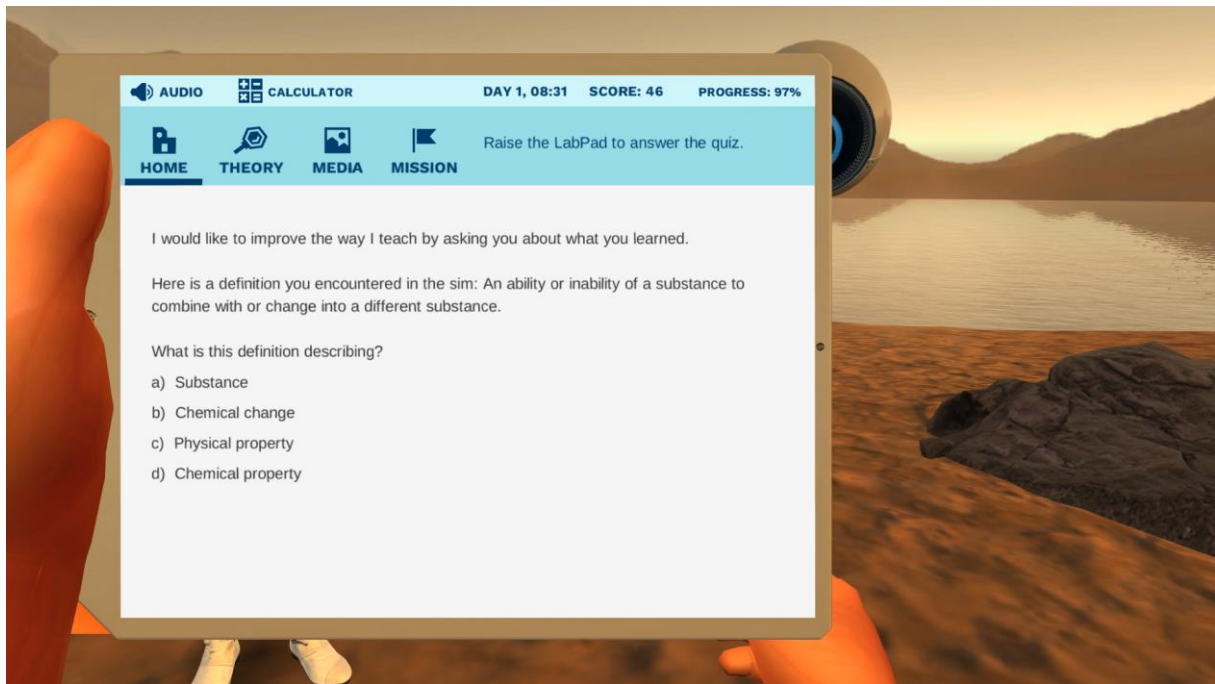 AUDIO CALCULATOR DAY 1, 08:31 SCORE: 46 PROGRESS: 97%
HOME THEORY MEDIA MISSION Raise the LabPad to answer the quiz.
I would like to improve the way I teach by asking you about what you learned.
Here is a definition you encountered in the sim: An ability or inability of a substance to
combine with or change into a different substance.
What is this definition describing?
a) Substance
b) Chemical change
c) Physical property
d) Chemical property